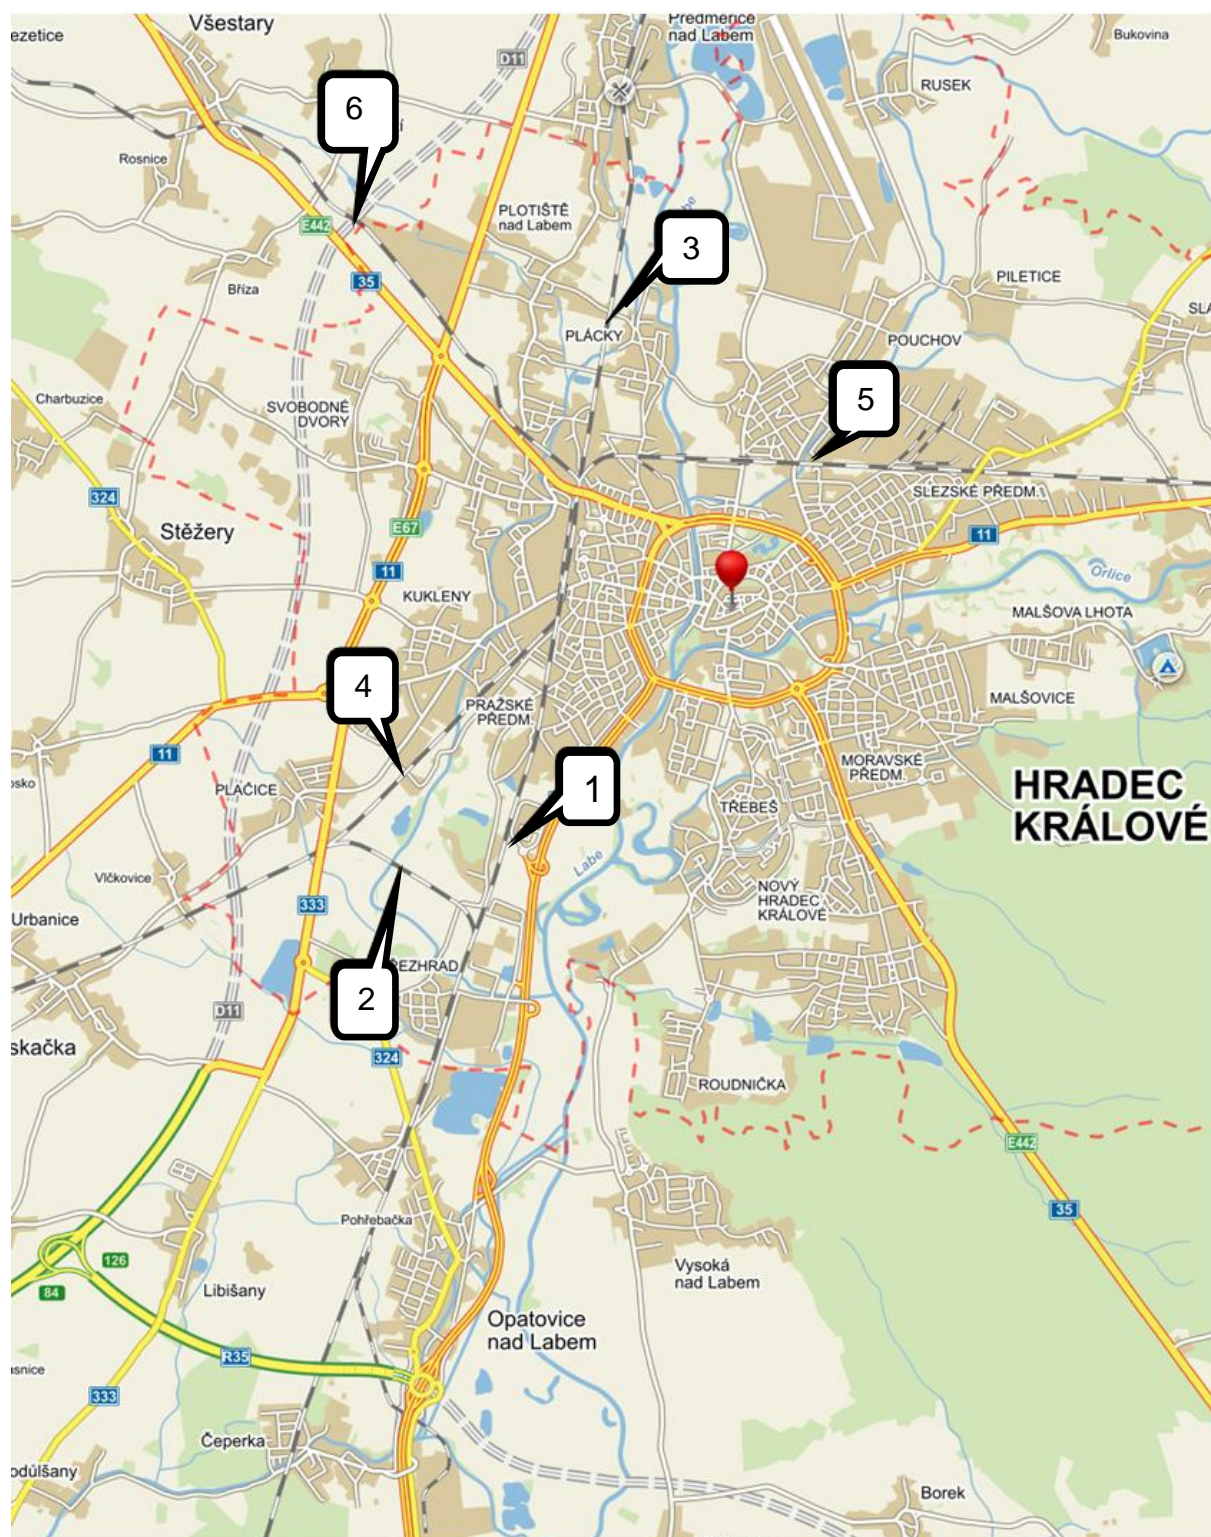 Všestary
ezetice
Předměřice
nad Labem
Bukovina
D11
RUSEK
6
í
Rosnice
E442
PLOTIŠTĚ
nad Labem
3
PILETICE
35
Bříza
SLA
PLÁCKY
POUCHOV
Charbuzice
SVOBODNÉ
DVORY
5
324
SLEZSKÉ PŘEDM.
Stěžery
E67
11
11
Orlice
KUKLENY
MALŠOVA LHOTA
4
PRAŽSKÉ
PŘEDM.
MALŠOVICE
11
MORAVSKÉ
PŘEDM.
osko
PLAČICE
1
TŘEBEŠ
HRADEC
KRÁLOVÉ
Labe
Vlčkovice
NOVÝ
HRADEC
KRÁLOVÉ
333
Urbanice
EZHRAD
2
D11
skačka
324
ROUDNIČKA
E442
35
Pohřebačka
126
84
Libišany
Vysoká
nad Labem
Opatovice
nad Labem
R35
asnice
333
Čeperka
odůlšany
Borek